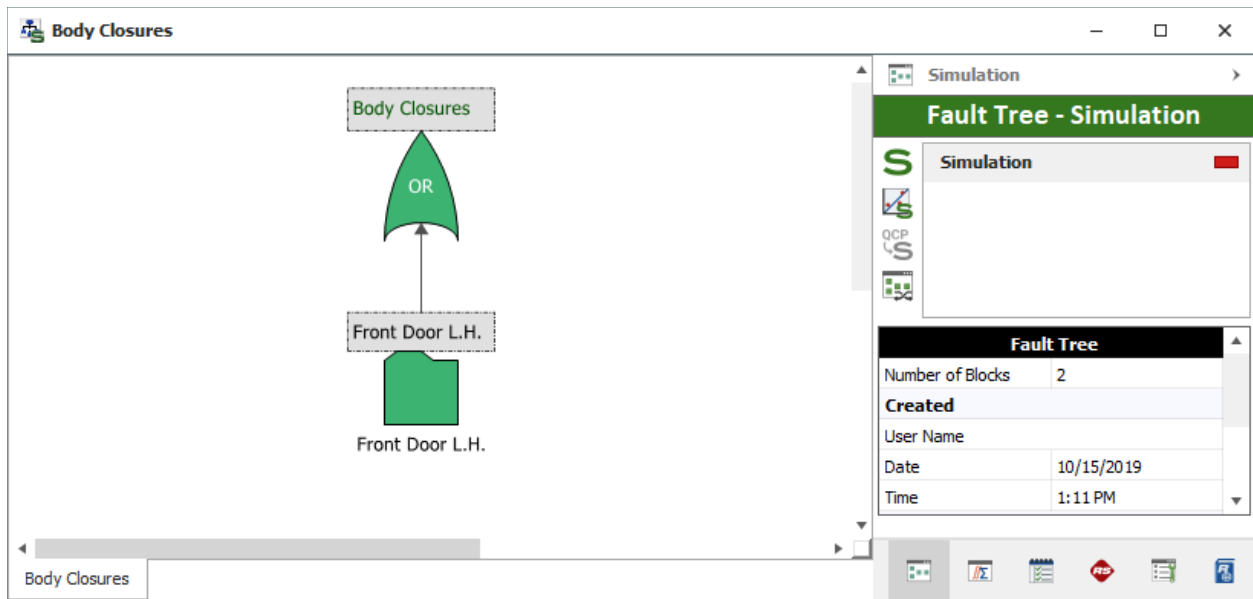 Body Closures
Body Closures
OR
Front Door L.H.
Front Door L.H.
Body Closures
Simulation
Fault Tree - Simulation
S
Simulation
S
QCP
S
Fault Tree
Number of Blocks 2
Created
User Name
Date 10/15/2019
Time 1:11 PM
RS